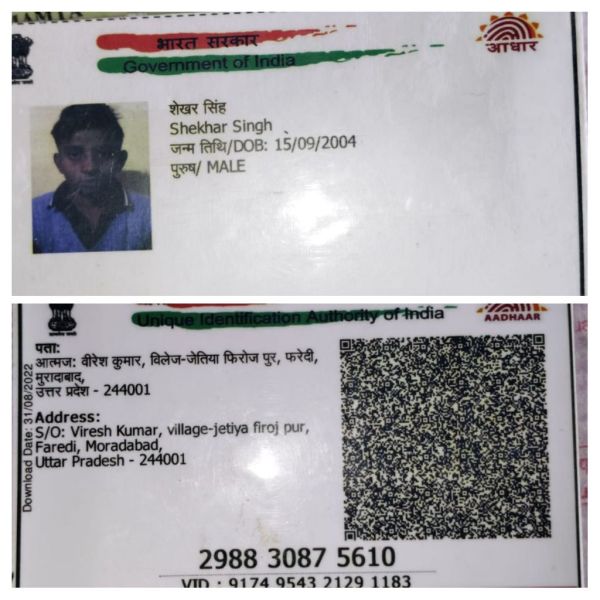 भारत सरकार
Government of India
आधार
शेखर सिंह
Shekhar Singh
जन्म तिथि/DOB: 15/09/2004
पुरुष/ MALE
Unique Identification Authority of India
AADHAAR
Download Date: 31/08/2022
पता:
आत्मज: वीरेश कुमार, विलेज-जेतिया फिरोज पुर, फरेदी,
मुरादाबाद,
उत्तर प्रदेश - 244001
Address:
S/O: Viresh Kumar, village-jetiya firoj pur,
Faredi, Moradabad,
Uttar Pradesh - 244001
2988 3087 5610
VID : 9174 9543 2129 1183